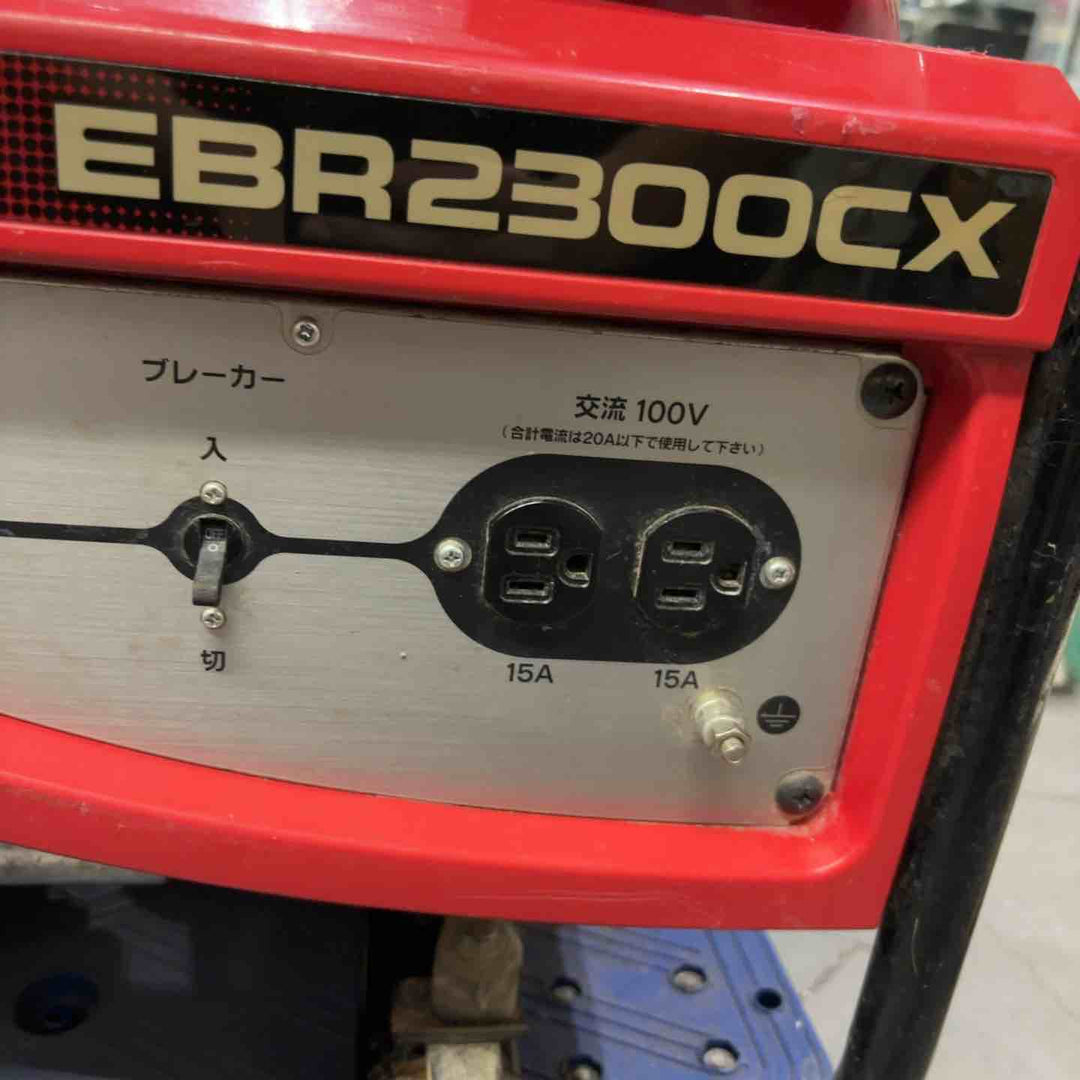 EBR2300CX
ブレーカー
入
切
交流 100V
(合計電流は20A以下で使用して下さい)
15A
15A